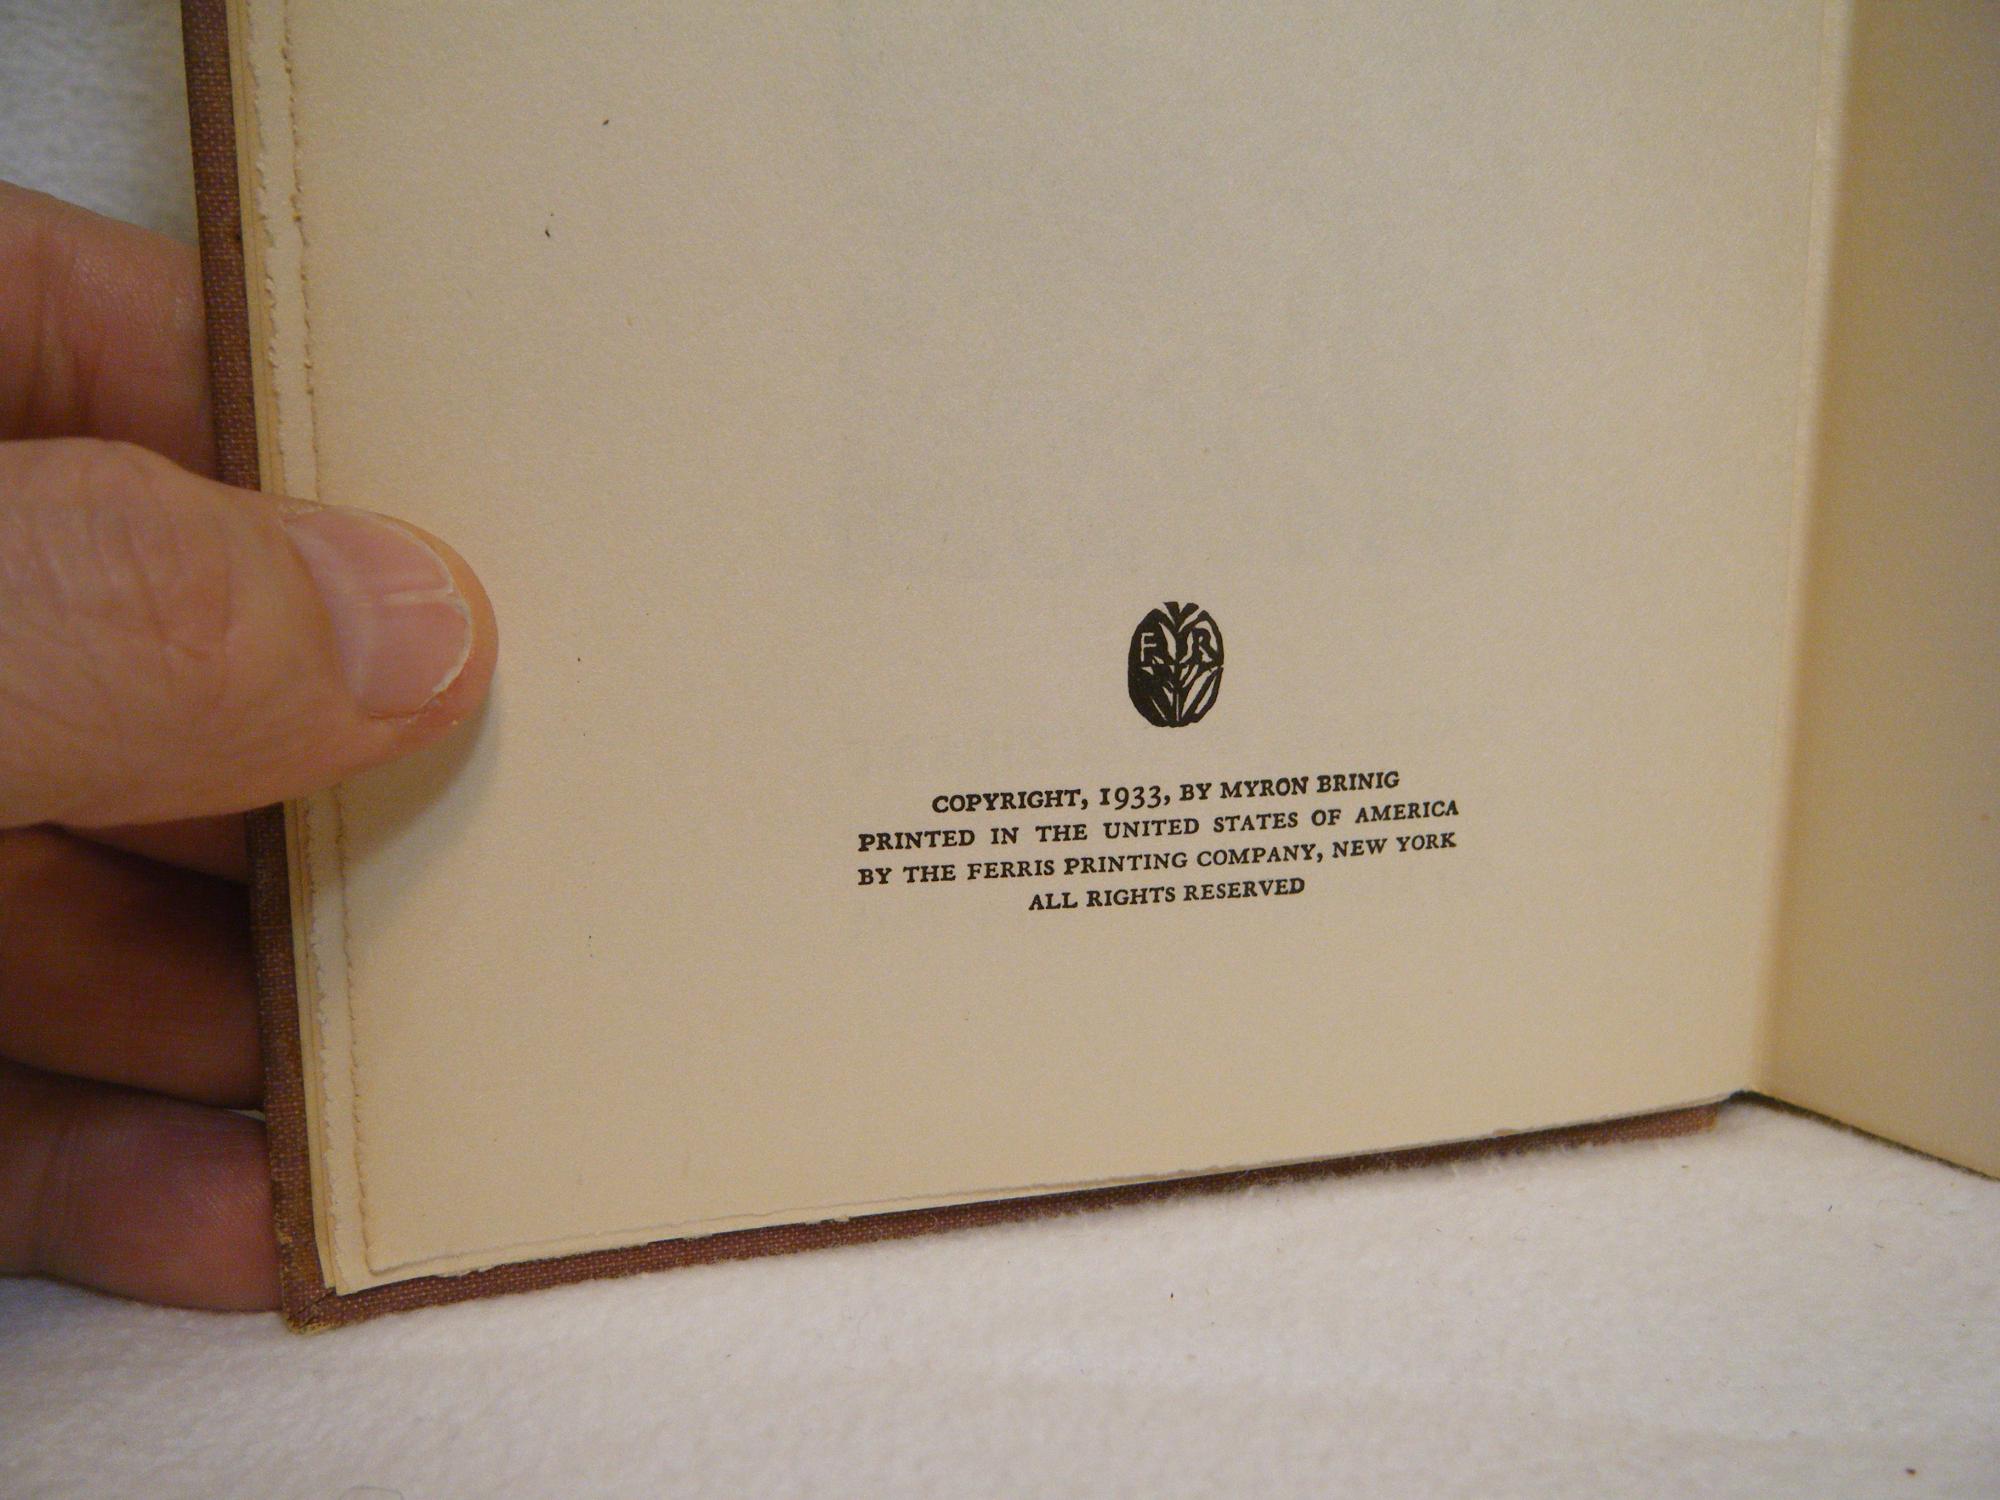 F R
COPYRIGHT, 1933, BY MYRON BRINIG
PRINTED IN THE UNITED STATES OF AMERICA
BY THE FERRIS PRINTING COMPANY, NEW YORK
ALL RIGHTS RESERVED